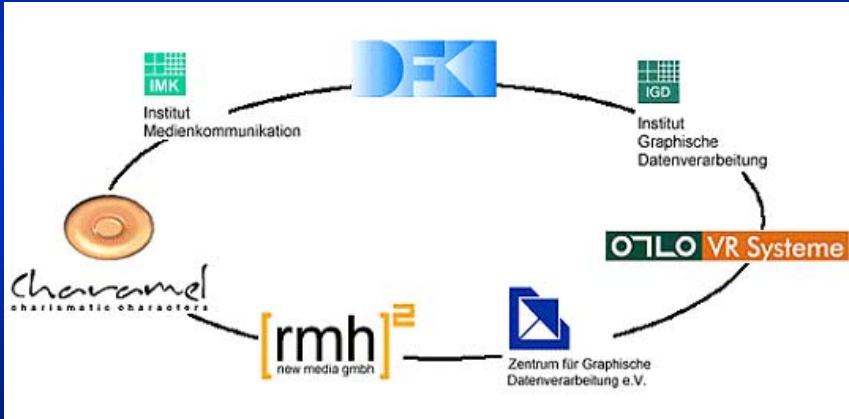 DFKI
IMK
Institut
Medienkommunikation
IGD
Institut
Graphische
Datenverarbeitung
OTLO VR Systeme
charamel
charismatic characters
[rmh]2
new media gmbh
Zentrum für Graphische
Datenverarbeitung e.V.